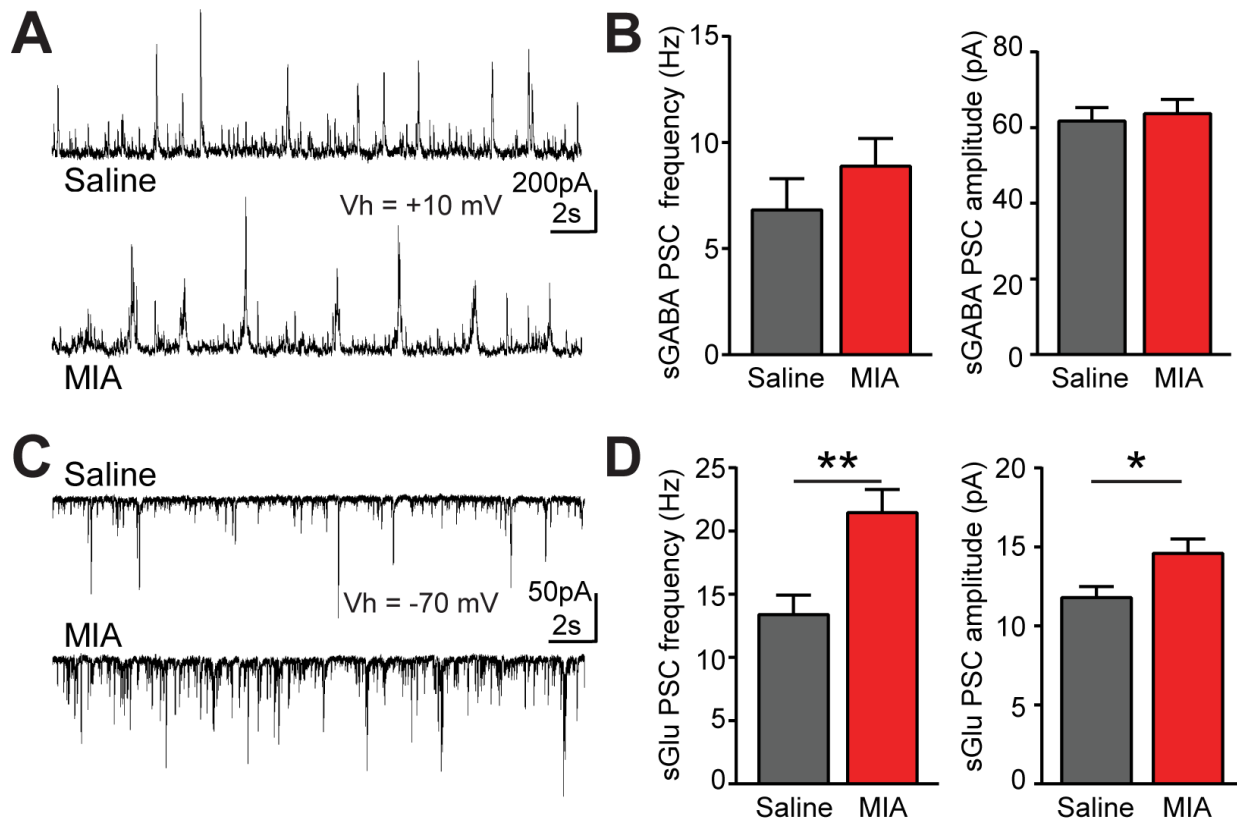 A
Saline
200pA
Vh = +10 mV
2s
MIA
B
sGABA PSC frequency (Hz)
15
10
5
0
Saline MIA
sGABA PSC amplitude (pA)
80
60
40
20
0
Saline MIA
C
Saline
50pA
Vh = -70 mV
2s
MIA
D
sGlu PSC frequency (Hz)
25
20
15
10
5
0
**
Saline MIA
sGlu PSC amplitude (pA)
20
15
10
5
0
*
Saline MIA